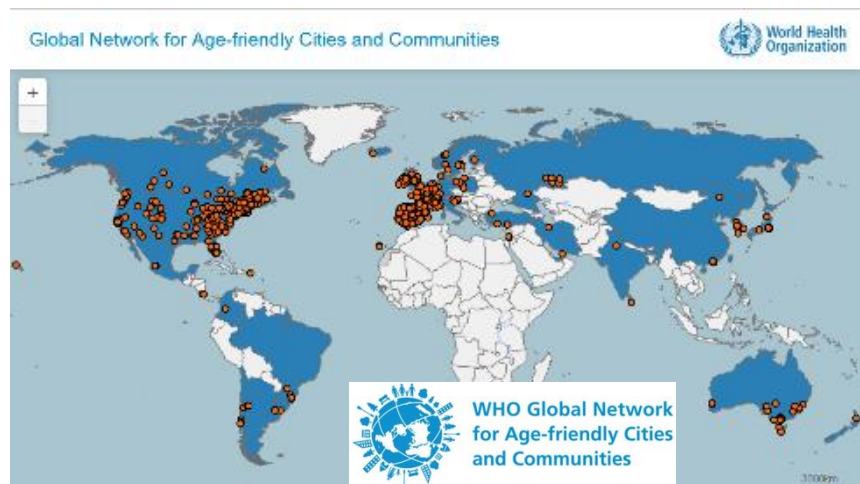 Global Network for Age-friendly Cities and Communities
World Health
Organization
+
WHO Global Network
for Age-friendly Cities
and Communities
3000km